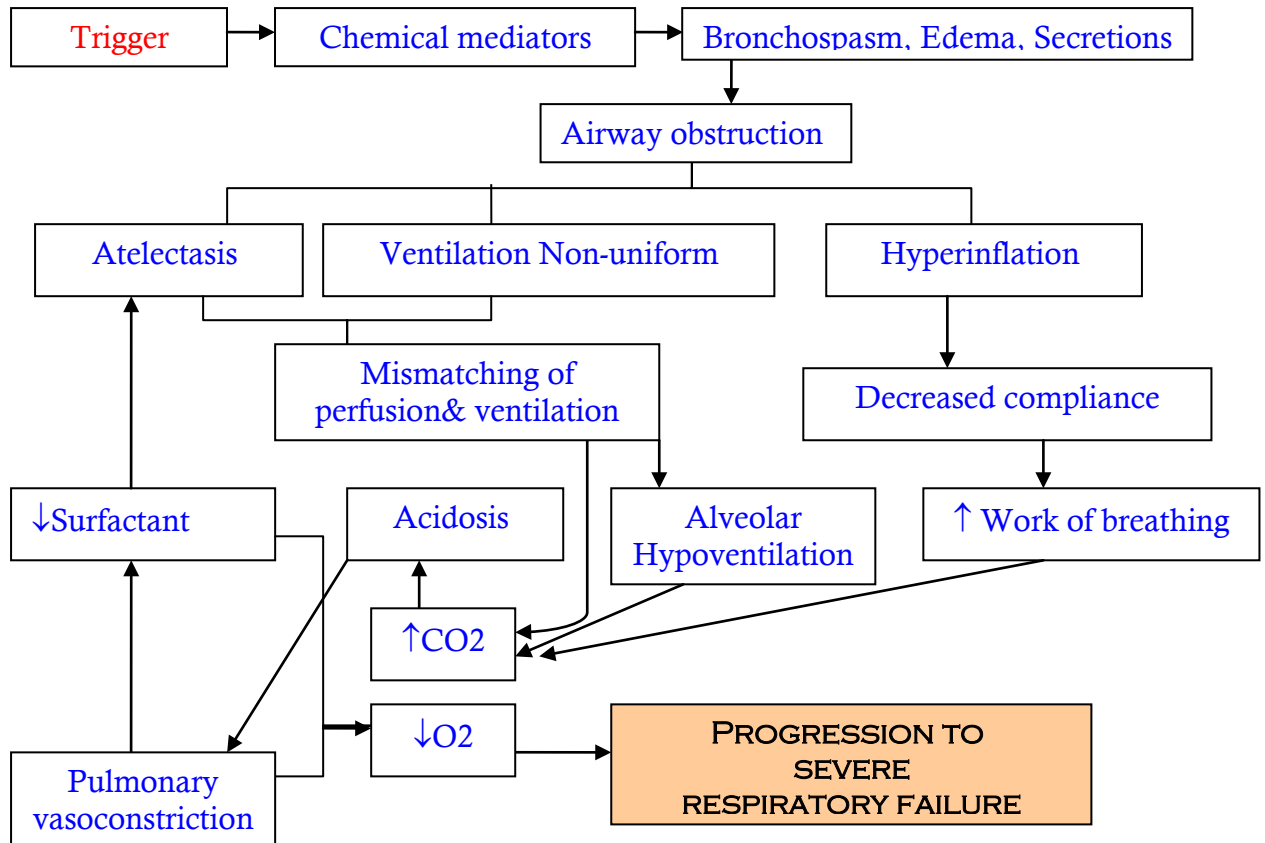 Trigger
Chemical mediators
Bronchospasm, Edema, Secretions
Airway obstruction
Atelectasis
Ventilation Non-uniform
Hyperinflation
Mismatching of
perfusion& ventilation
Decreased compliance
↓Surfactant
Acidosis
Alveolar
Hypoventilation
↑ Work of breathing
↑CO2
↓O2
PROGRESSION TO
SEVERE
RESPIRATORY FAILURE
Pulmonary
vasoconstriction